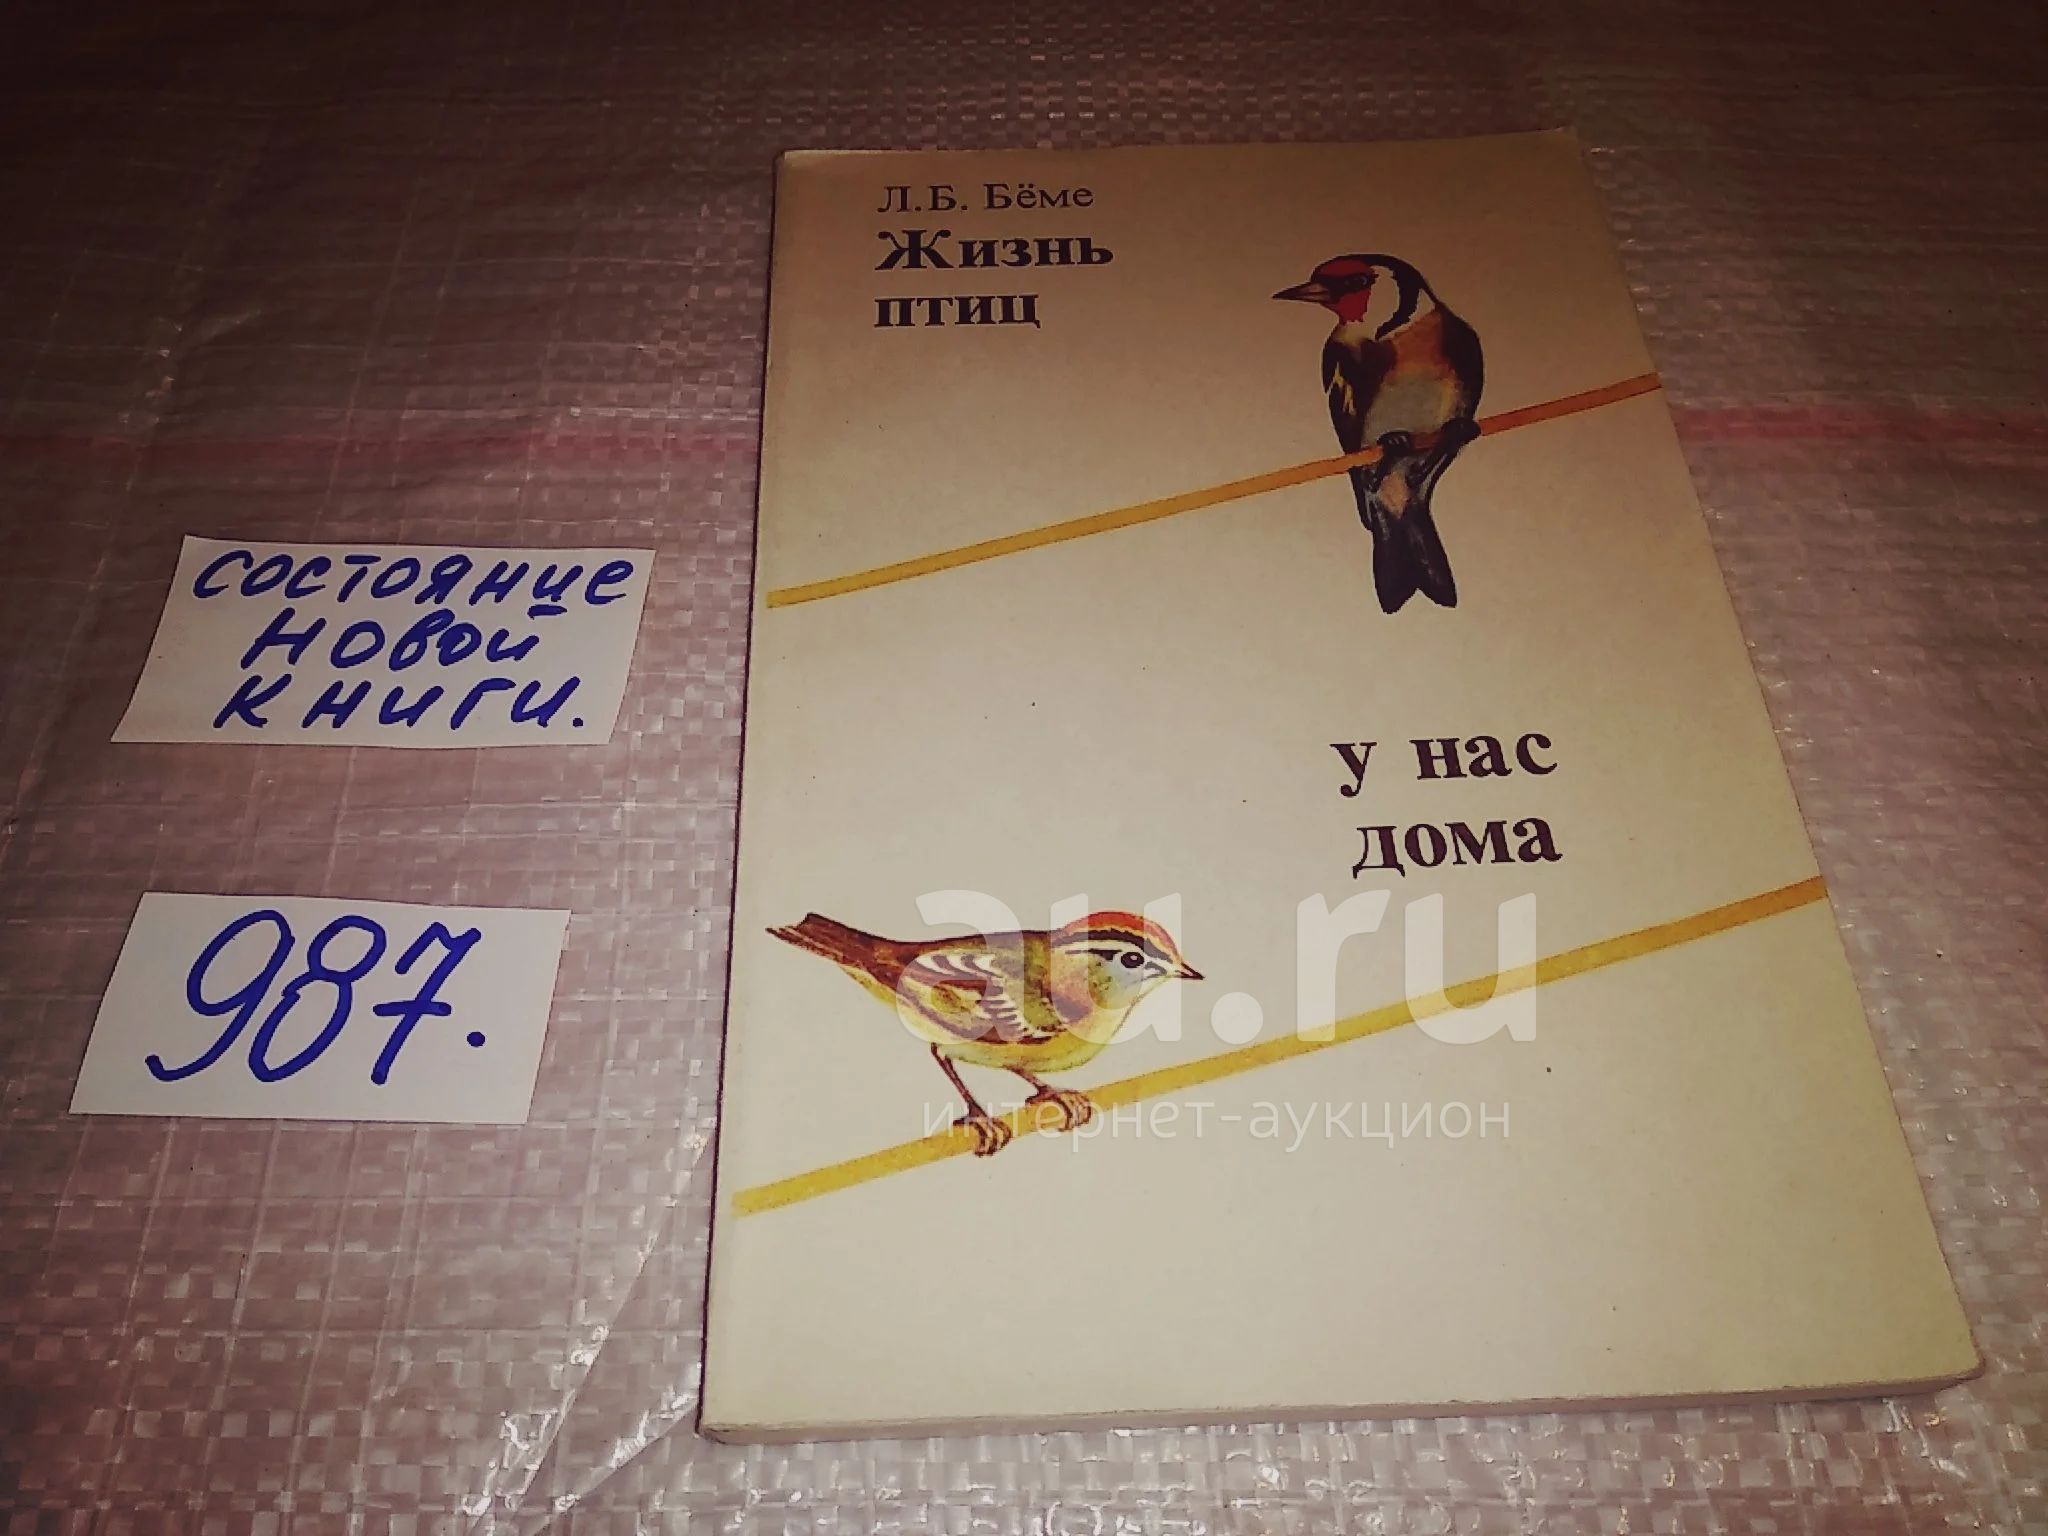 Л.Б. Бёме
Жизнь
птиц
у нас
дома
состояние
новой
книги.
987.
au.ru
интернет-аукцион